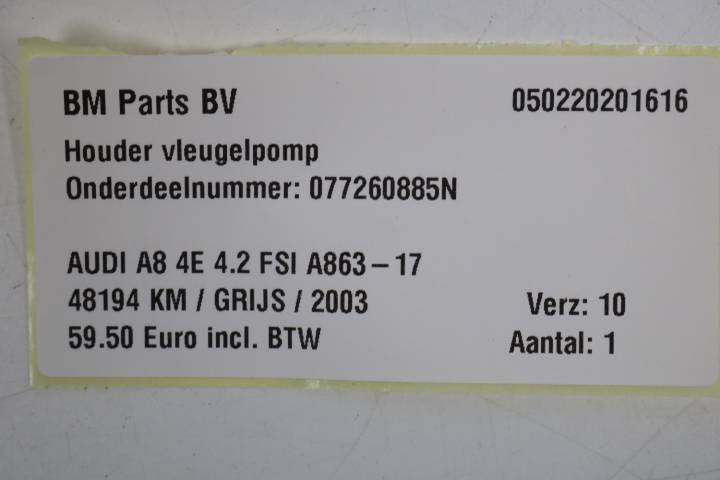 BM Parts BV 050220201616
Houder vleugelpomp
Onderdeelnummer: 077260885N
AUDI A8 4E 4.2 FSI A863-17
48194 KM / GRIJS / 2003 Verz: 10
59.50 Euro incl. BTW Aantal: 1